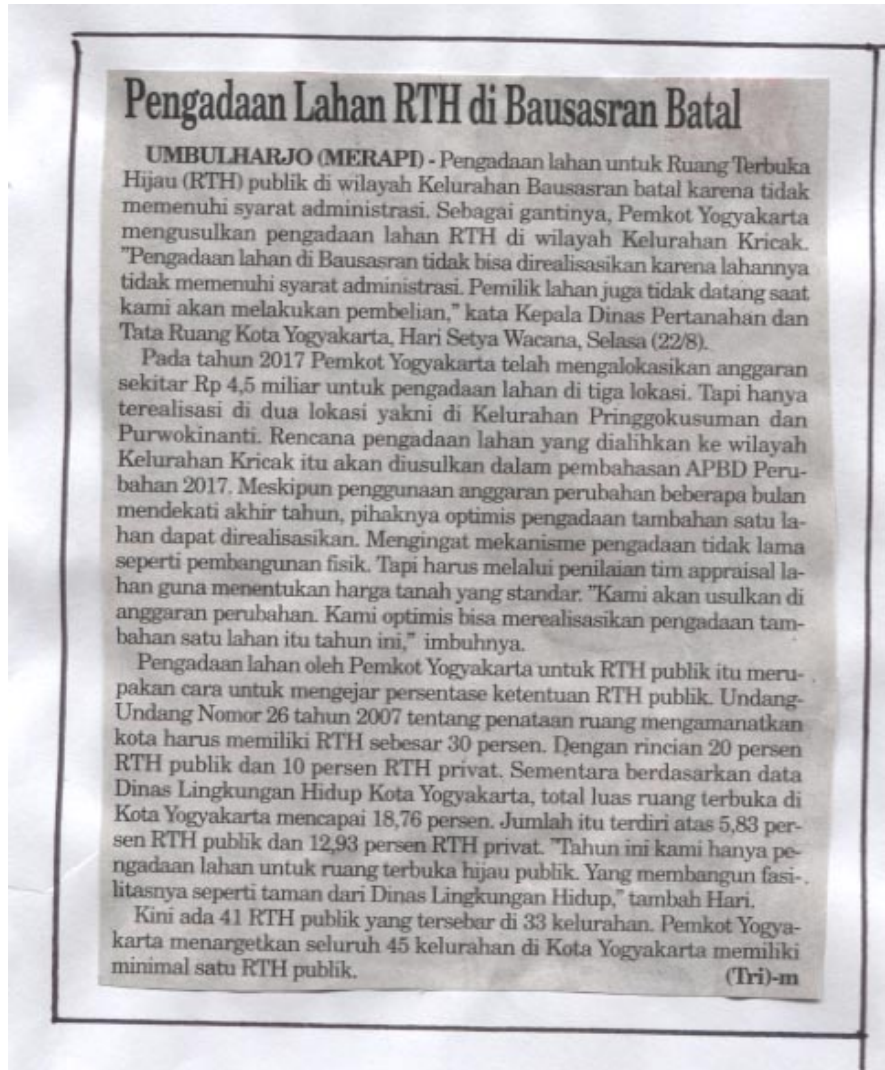 Pengadaan Lahan RTH di Bausasran Batal
UMBULHARJO (MERAPI) - Pengadaan lahan untuk Ruang Terbuka
Hijau (RTH) publik di wilayah Kelurahan Bausasran batal karena tidak
memenuhi syarat administrasi. Sebagai gantinya, Pemkot Yogyakarta
mengusulkan pengadaan lahan RTH di wilayah Kelurahan Kricak.
"Pengadaan lahan di Bausasran tidak bisa direalisasikan karena lahannya
tidak memenuhi syarat administrasi. Pemilik lahan juga tidak datang saat
kami akan melakukan pembelian," kata Kepala Dinas Pertanahan dan
Tata Ruang Kota Yogyakarta, Hari Setya Wacana, Selasa (22/8).
Pada tahun 2017 Pemkot Yogyakarta telah mengalokasikan anggaran
sekitar Rp 4,5 miliar untuk pengadaan lahan di tiga lokasi. Tapi hanya
terealisasi di dua lokasi yakni di Kelurahan Pringgokusuman dan
Purwokinanti. Rencana pengadaan lahan yang dialihkan ke wilayah
Kelurahan Kricak itu akan diusulkan dalam pembahasan APBD Peru-
bahan 2017. Meskipun penggunaan anggaran perubahan beberapa bulan
mendekati akhir tahun, pihaknya optimis pengadaan tambahan satu la-
han dapat direalisasikan. Mengingat mekanisme pengadaan tidak lama
seperti pembangunan fisik. Tapi harus melalui penilaian tim appraisal la-
han guna menentukan harga tanah yang standar. "Kami akan usulkan di
anggaran perubahan. Kami optimis bisa merealisasikan pengadaan tam-
bahan satu lahan itu tahun ini," imbuhnya.
Pengadaan lahan oleh Pemkot Yogyakarta untuk RTH publik itu meru-
pakan cara untuk mengejar persentase ketentuan RTH publik. Undang-
Undang Nomor 26 tahun 2007 tentang penataan ruang mengamanatkan
kota harus memiliki RTH sebesar 30 persen. Dengan rincian 20 persen
RTH publik dan 10 persen RTH privat. Sementara berdasarkan data
Dinas Lingkungan Hidup Kota Yogyakarta, total luas ruang terbuka di
Kota Yogyakarta mencapai 18,76 persen. Jumlah itu terdiri atas 5,83 per-
sen RTH publik dan 12,93 persen RTH privat. "Tahun ini kami hanya pe-
ngadaan lahan untuk ruang terbuka hijau publik. Yang membangun fasi-
litasnya seperti taman dari Dinas Lingkungan Hidup," tambah Hari.
Kini ada 41 RTH publik yang tersebar di 33 kelurahan. Pemkot Yogya-
karta menargetkan seluruh 45 kelurahan di Kota Yogyakarta memiliki
minimal satu RTH publik. (Tri)-m